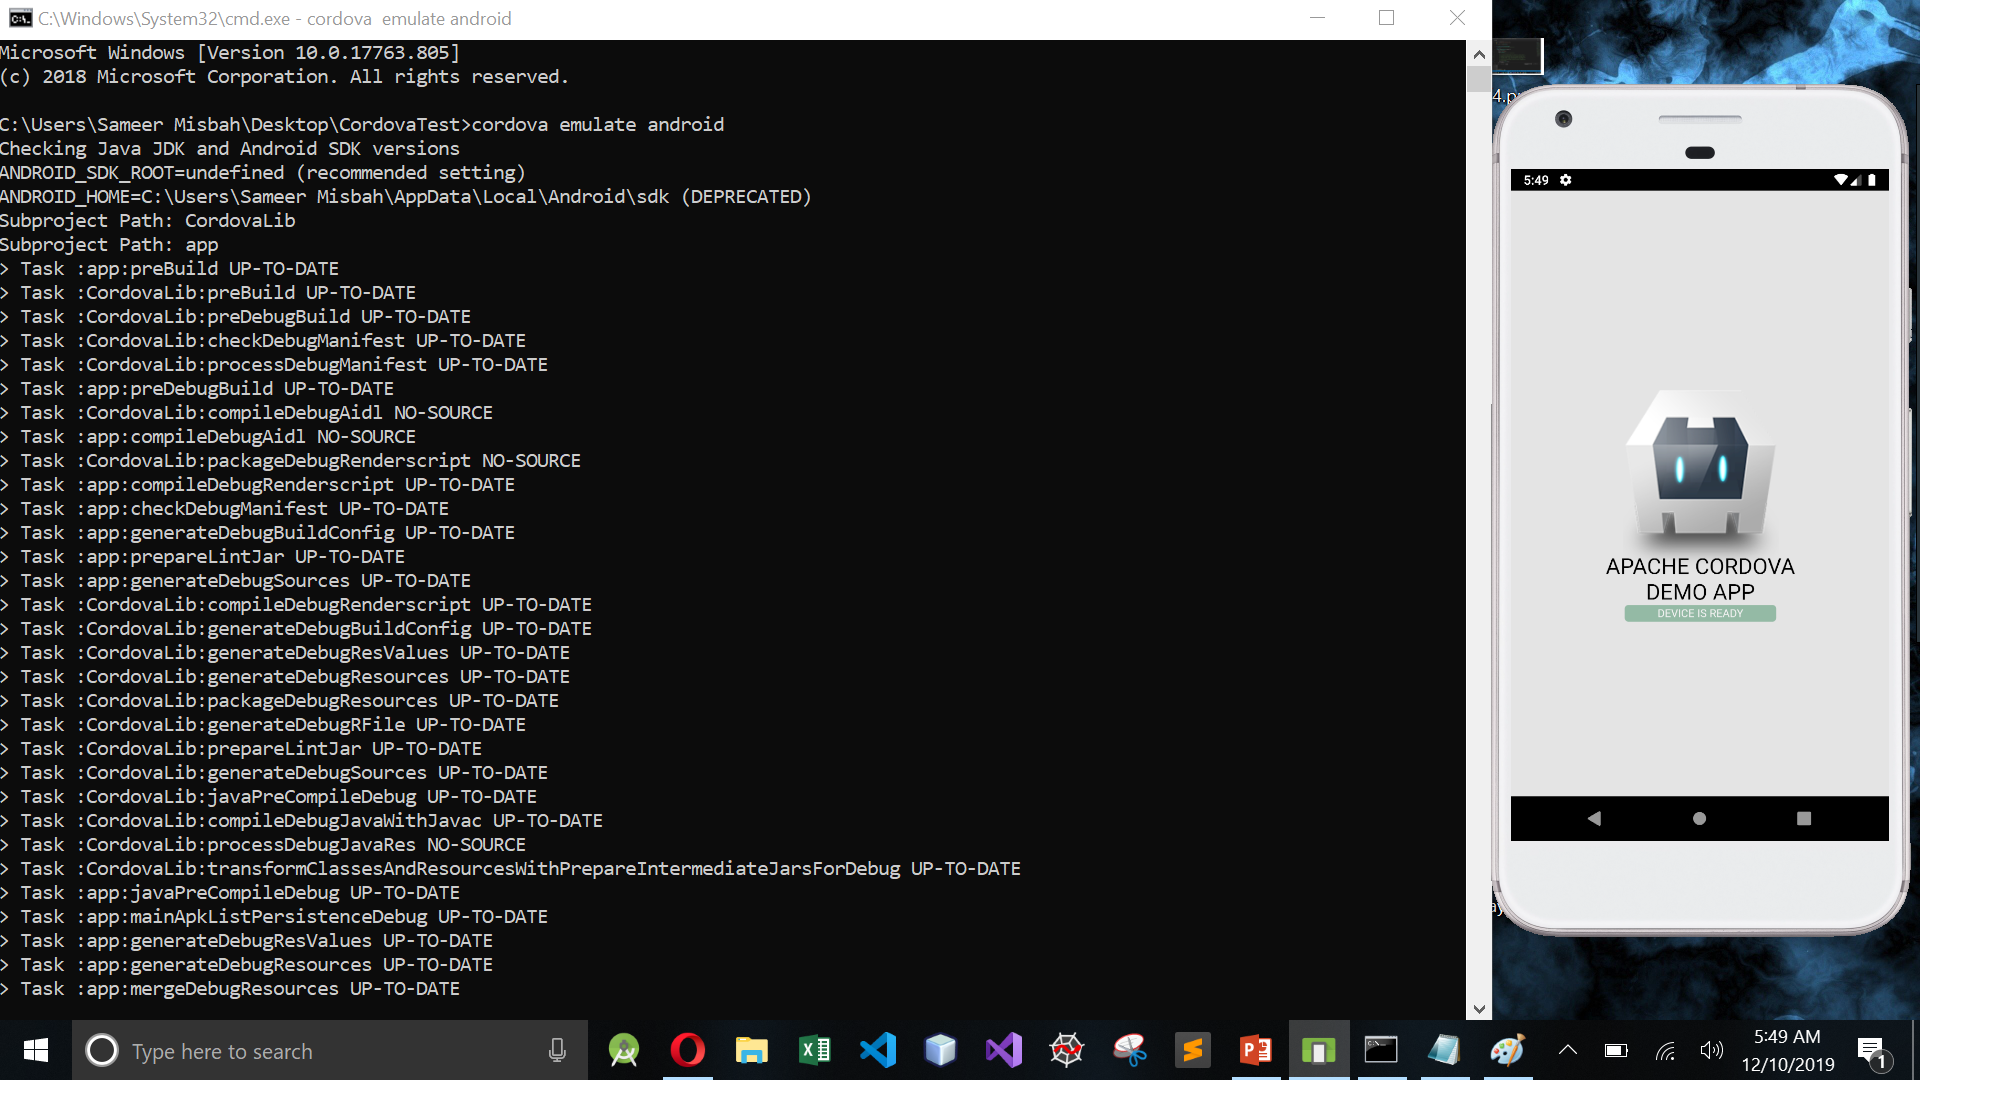 C:\Windows\System32\cmd.exe - cordova  emulate android
Microsoft Windows [Version 10.0.17763.805]
(c) 2018 Microsoft Corporation. All rights reserved.
C:\Users\Sameer Misbah\Desktop\CordovaTest>cordova emulate android
Checking Java JDK and Android SDK versions
ANDROID_SDK_ROOT=undefined (recommended setting)
ANDROID_HOME=C:\Users\Sameer Misbah\AppData\Local\Android\sdk (DEPRECATED)
Subproject Path: CordovaLib
Subproject Path: app
> Task :app:preBuild UP-TO-DATE
> Task :CordovaLib:preBuild UP-TO-DATE
> Task :CordovaLib:preDebugBuild UP-TO-DATE
> Task :CordovaLib:checkDebugManifest UP-TO-DATE
> Task :CordovaLib:processDebugManifest UP-TO-DATE
> Task :app:preDebugBuild UP-TO-DATE
> Task :CordovaLib:compileDebugAidl NO-SOURCE
> Task :app:compileDebugAidl NO-SOURCE
> Task :CordovaLib:packageDebugRenderscript NO-SOURCE
> Task :app:compileDebugRenderscript UP-TO-DATE
> Task :app:checkDebugManifest UP-TO-DATE
> Task :app:generateDebugBuildConfig UP-TO-DATE
> Task :app:prepareLintJar UP-TO-DATE
> Task :app:generateDebugSources UP-TO-DATE
> Task :CordovaLib:compileDebugRenderscript UP-TO-DATE
> Task :CordovaLib:generateDebugBuildConfig UP-TO-DATE
> Task :CordovaLib:generateDebugResValues UP-TO-DATE
> Task :CordovaLib:generateDebugResources UP-TO-DATE
> Task :CordovaLib:packageDebugResources UP-TO-DATE
> Task :CordovaLib:generateDebugRFile UP-TO-DATE
> Task :CordovaLib:prepareLintJar UP-TO-DATE
> Task :CordovaLib:generateDebugSources UP-TO-DATE
> Task :CordovaLib:javaPreCompileDebug UP-TO-DATE
> Task :CordovaLib:compileDebugJavaWithJavac UP-TO-DATE
> Task :CordovaLib:processDebugJavaRes NO-SOURCE
> Task :CordovaLib:transformClassesAndResourcesWithPrepareIntermediateJarsForDebug UP-TO-DATE
> Task :app:javaPreCompileDebug UP-TO-DATE
> Task :app:mainApkListPersistenceDebug UP-TO-DATE
> Task :app:generateDebugResValues UP-TO-DATE
> Task :app:generateDebugResources UP-TO-DATE
> Task :app:mergeDebugResources UP-TO-DATE
5:49
APACHE CORDOVA
DEMO APP
DEVICE IS READY
Type here to search
5:49 AM
12/10/2019
1